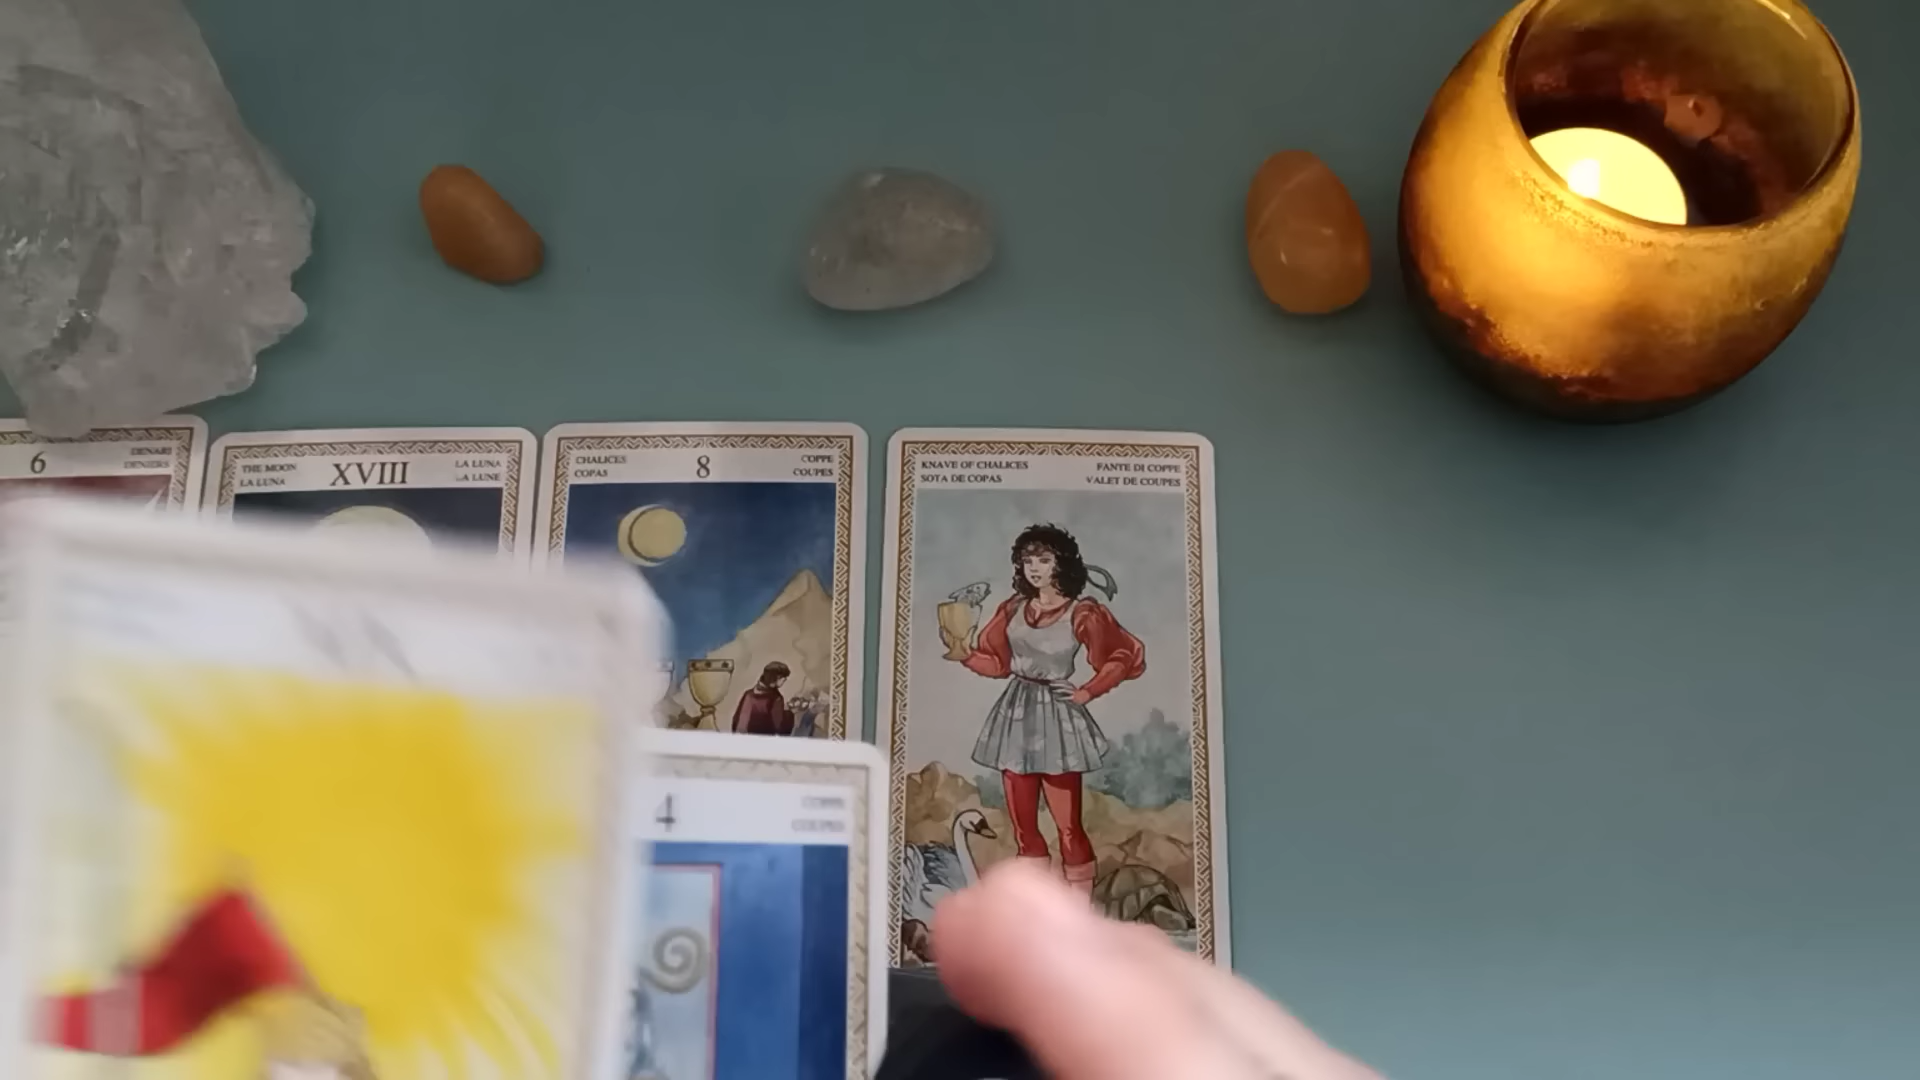 6
DENARI
DENIERS
THE MOON
LA LUNA
XVIII
LA LUNA
LA LUNE
CHALICES
COPAS
8
COPPE
COUPES
KNAVE OF CHALICES
SOTA DE COPAS
FANTE DI COPPE
VALET DE COUPES
4
COPPE
COUPES